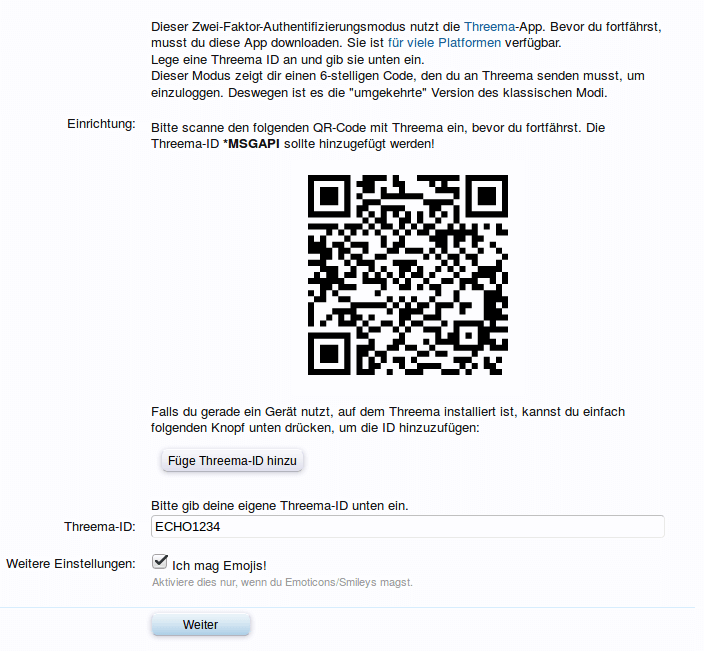 Dieser Zwei-Faktor-Authentifizierungsmodus nutzt die Threema-App. Bevor du fortfährst,
musst du diese App downloaden. Sie ist für viele Platformen verfügbar.
Lege eine Threema ID an und gib sie unten ein.
Dieser Modus zeigt dir einen 6-stelligen Code, den du an Threema senden musst, um
einzuloggen. Deswegen ist es die "umgekehrte" Version des klassischen Modi.
Einrichtung:
Bitte scanne den folgenden QR-Code mit Threema ein, bevor du fortfährst. Die
Threema-ID *MSGAPI sollte hinzugefügt werden!
Falls du gerade ein Gerät nutzt, auf dem Threema installiert ist, kannst du einfach
folgenden Knopf unten drücken, um die ID hinzuzufügen:
Füge Threema-ID hinzu
Bitte gib deine eigene Threema-ID unten ein.
Threema-ID: ECHO1234
Weitere Einstellungen: Ich mag Emojis!
Aktiviere dies nur, wenn du Emoticons/Smileys magst.
Weiter